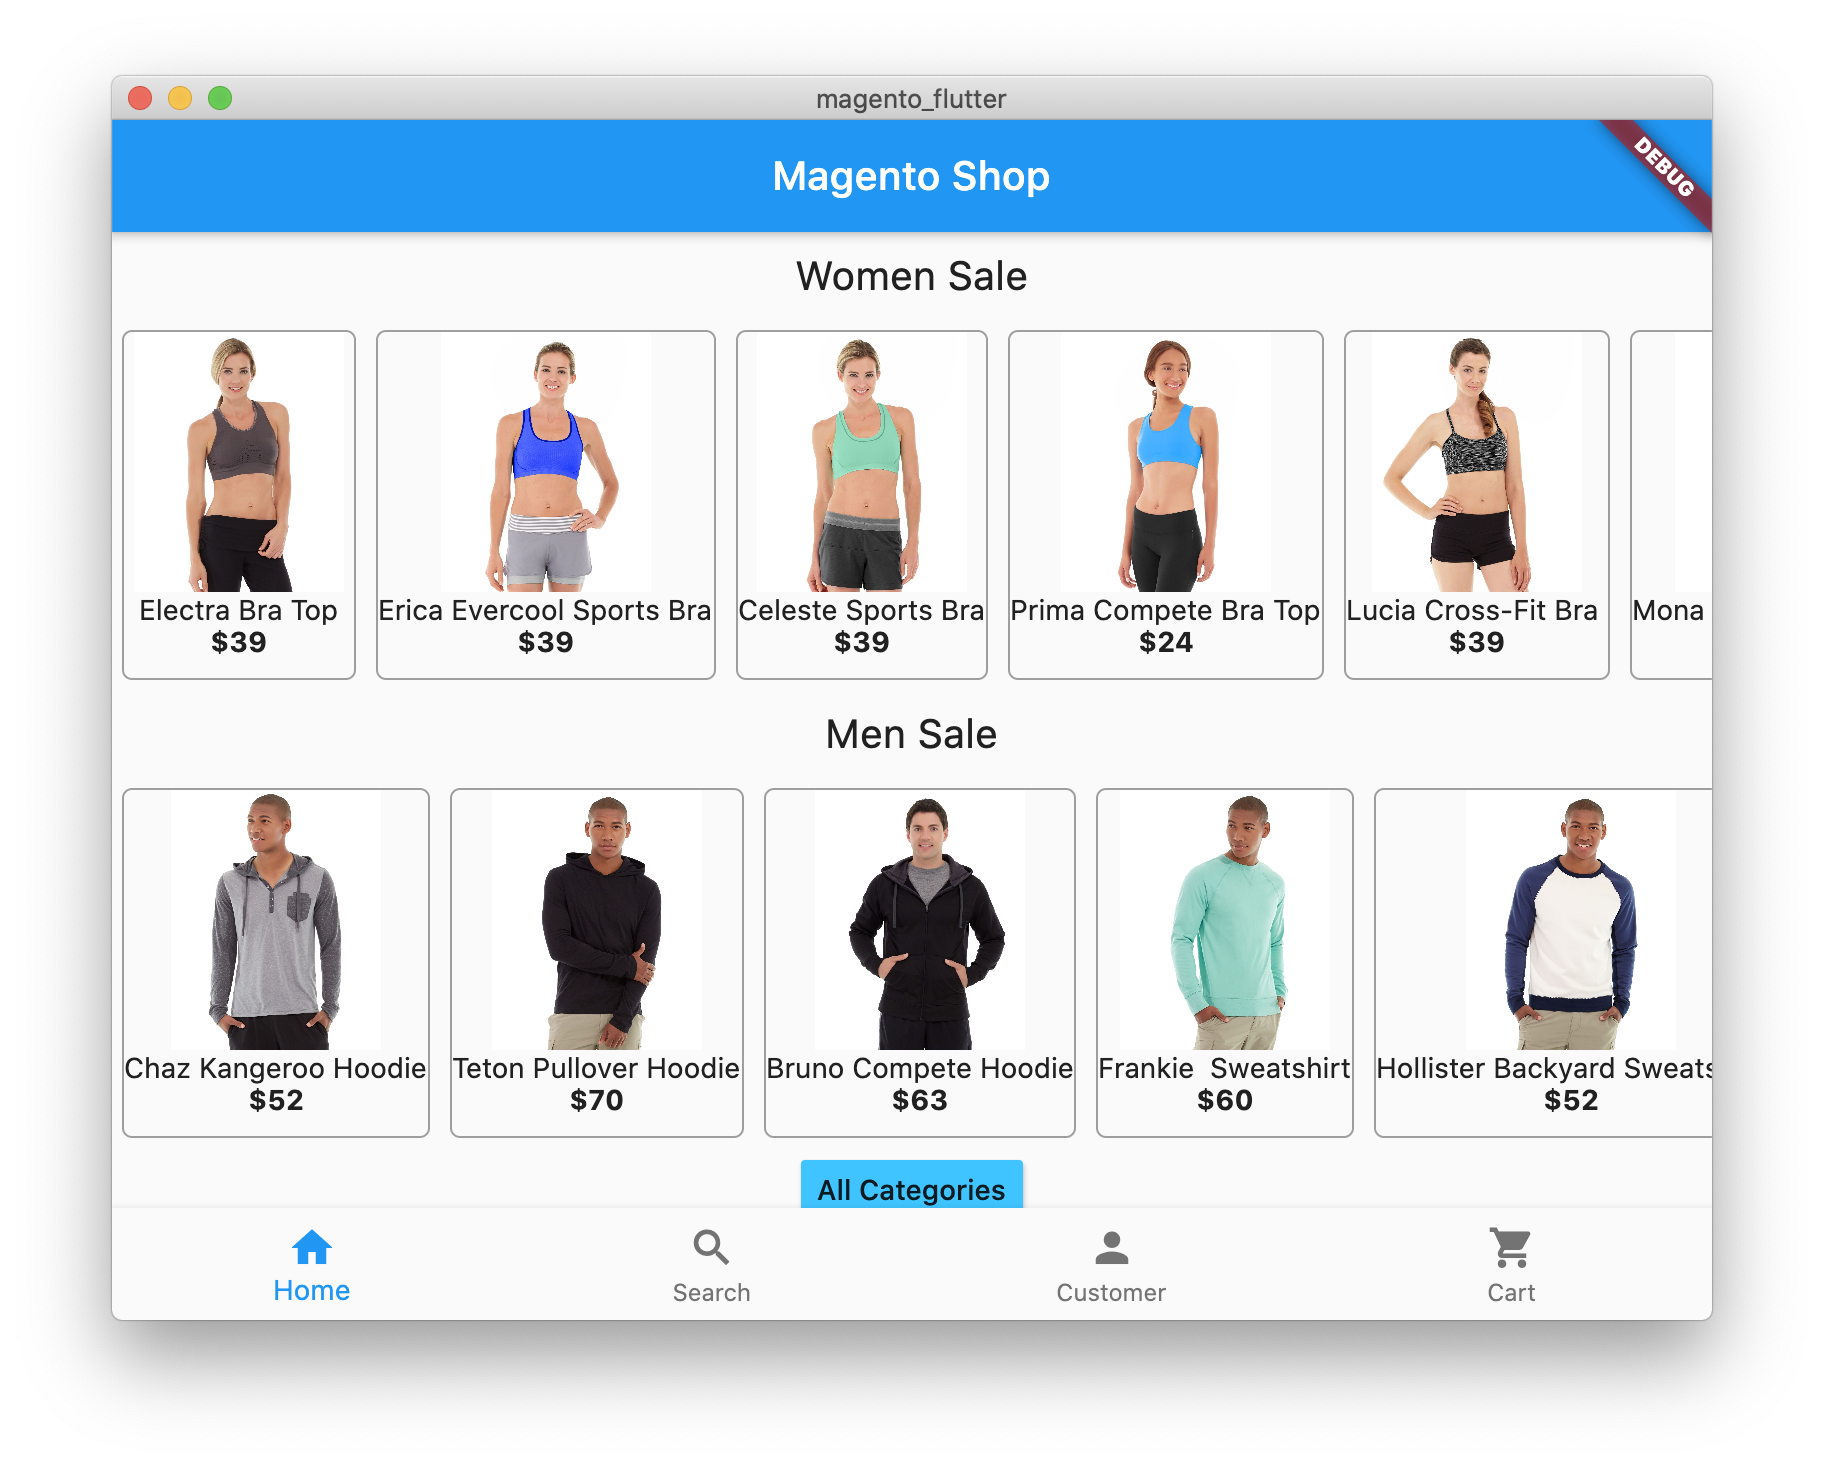 magento_flutter
Magento Shop
DEBUG
Women Sale
Electra Bra Top
$39
Erica Evercool Sports Bra
$39
Celeste Sports Bra
$39
Prima Compete Bra Top
$24
Lucia Cross-Fit Bra
$39
Mona
Men Sale
Chaz Kangeroo Hoodie
$52
Teton Pullover Hoodie
$70
Bruno Compete Hoodie
$63
Frankie  Sweatshirt
$60
Hollister Backyard Sweats
$52
All Categories
Home
Search
Customer
Cart